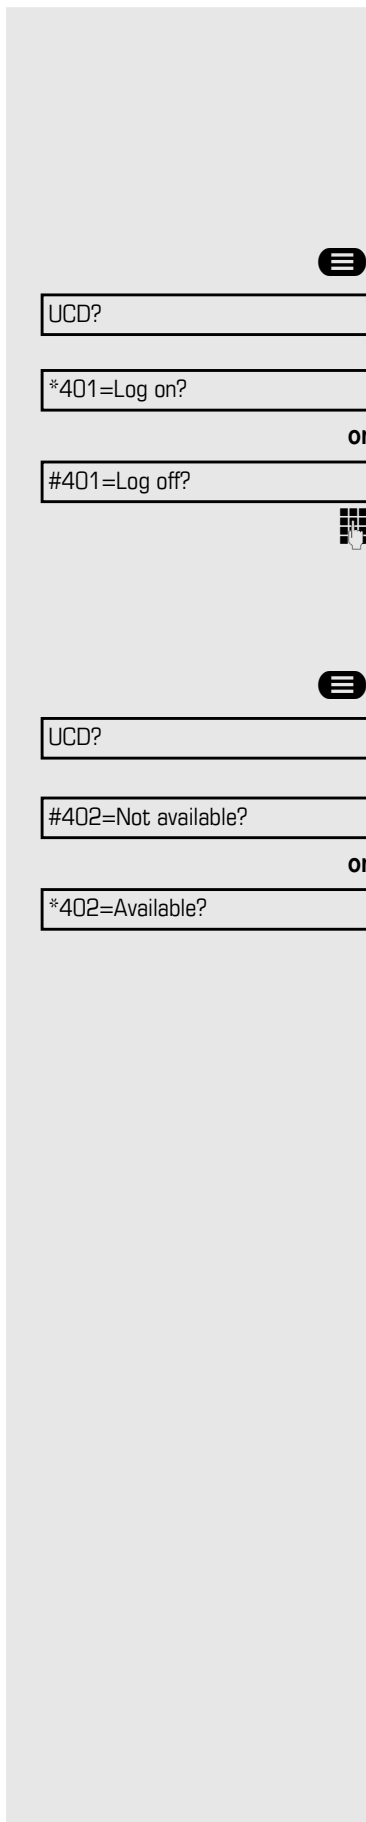 UCD?
*401=Log on?
or
#401=Log off?
UCD?
#402=Not available?
or
*402=Available?